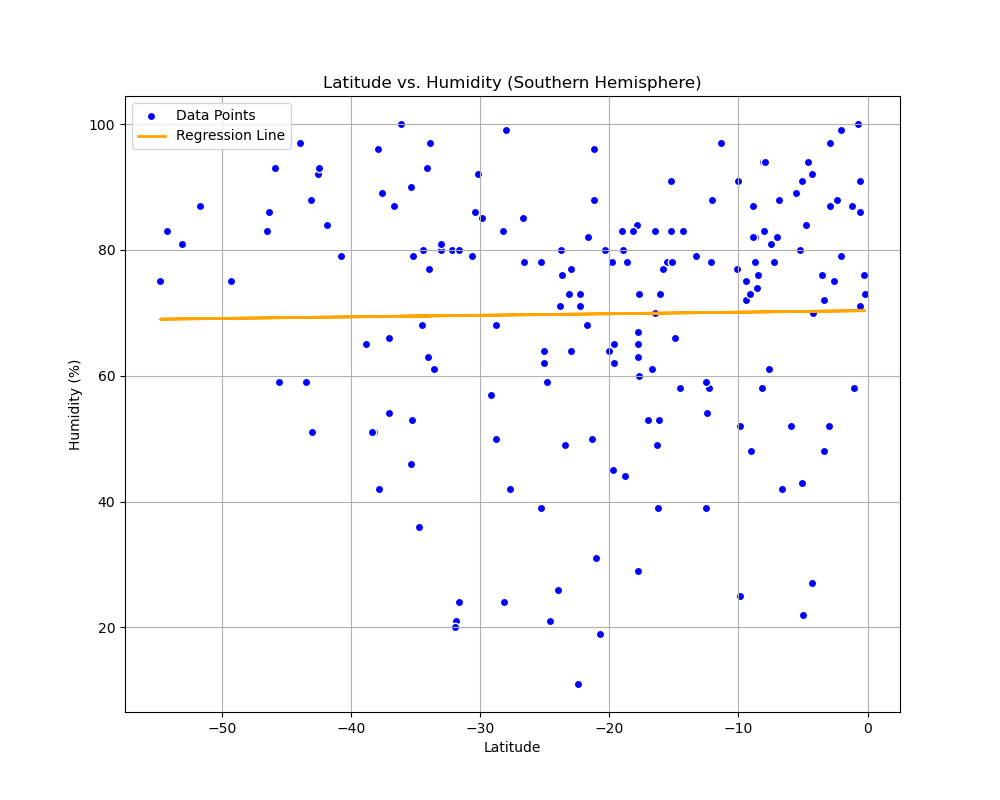 Latitude vs. Humidity (Southern Hemisphere)
Data Points
Regression Line
100
80
60
40
20
Humidity (%)
−50 −40 −30 −20 −10 0
Latitude